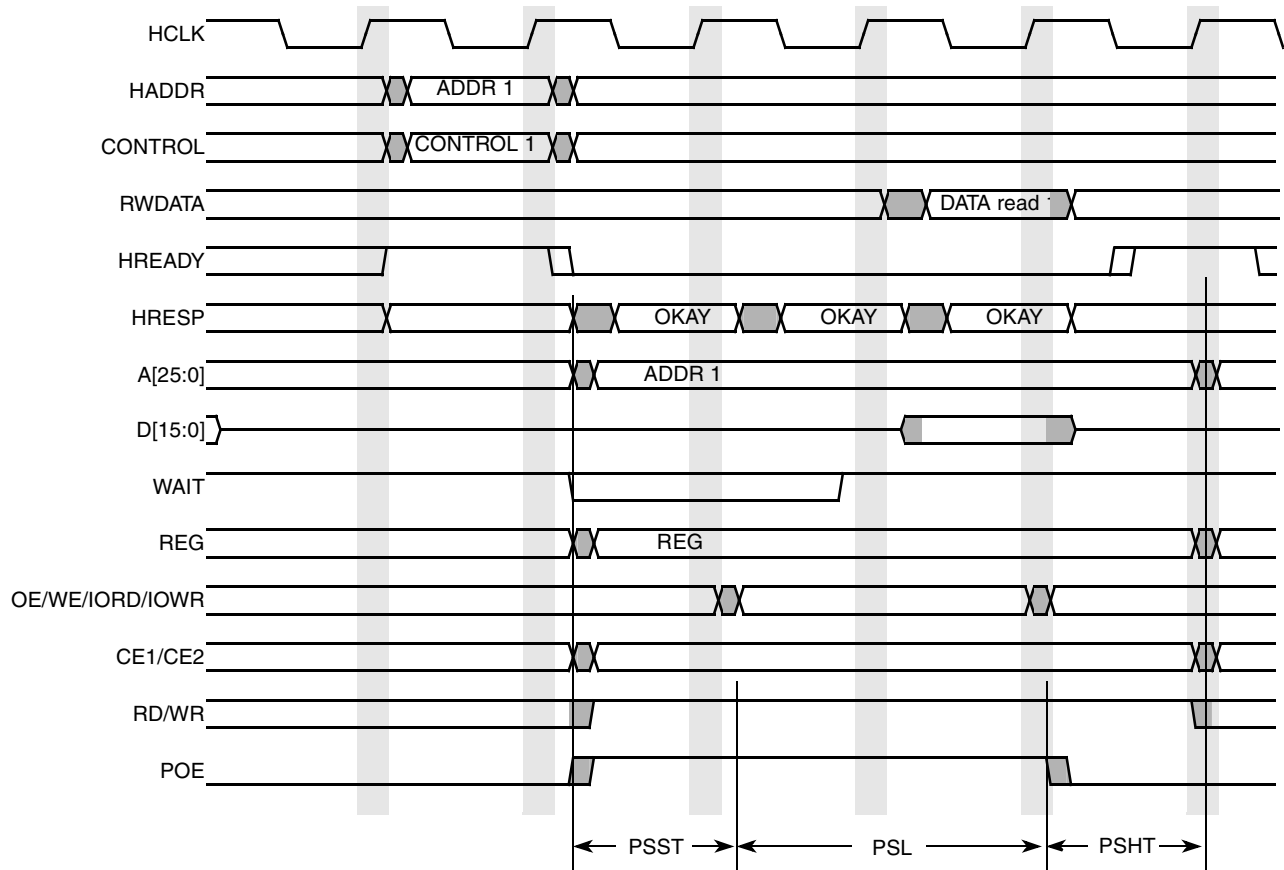 HCLK
HADDR
ADDR 1
CONTROL
CONTROL 1
RWDATA
DATA read 1
HREADY
HRESP
OKAY
OKAY
OKAY
A[25:0]
ADDR 1
D[15:0]
WAIT
REG
REG
OE/WE/IORD/IOWR
CE1/CE2
RD/WR
POE
PSST
PSL
PSHT